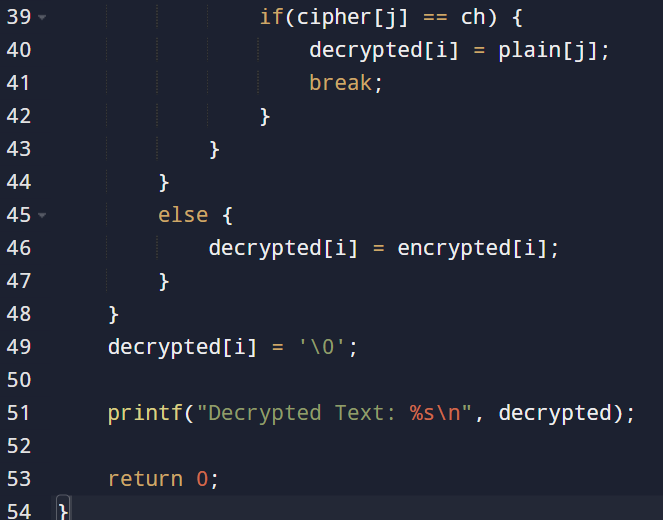 39 if(cipher[j] == ch) {
40 decrypted[i] = plain[j];
41 break;
42 }
43 }
44 }
45 else {
46 decrypted[i] = encrypted[i];
47 }
48 }
49 decrypted[i] = '\0';
50
51 printf("Decrypted Text: %s\n", decrypted);
52
53 return 0;
54 }